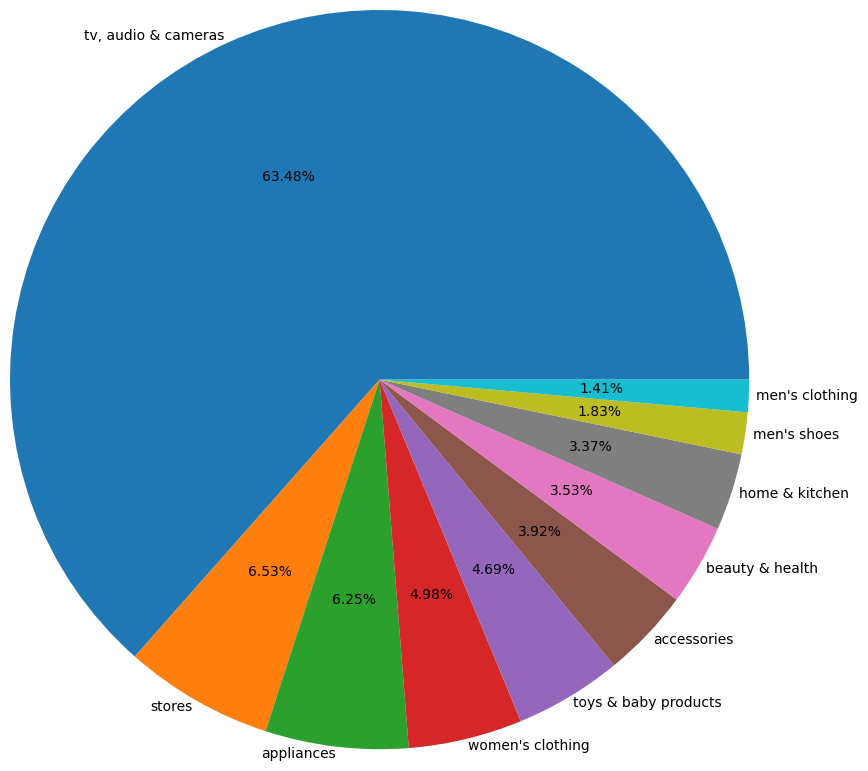 tv, audio & cameras
63.48%
1.41%
men's clothing
1.83%
men's shoes
3.37%
home & kitchen
3.53%
beauty & health
3.92%
accessories
4.69%
toys & baby products
4.98%
women's clothing
6.25%
appliances
6.53%
stores